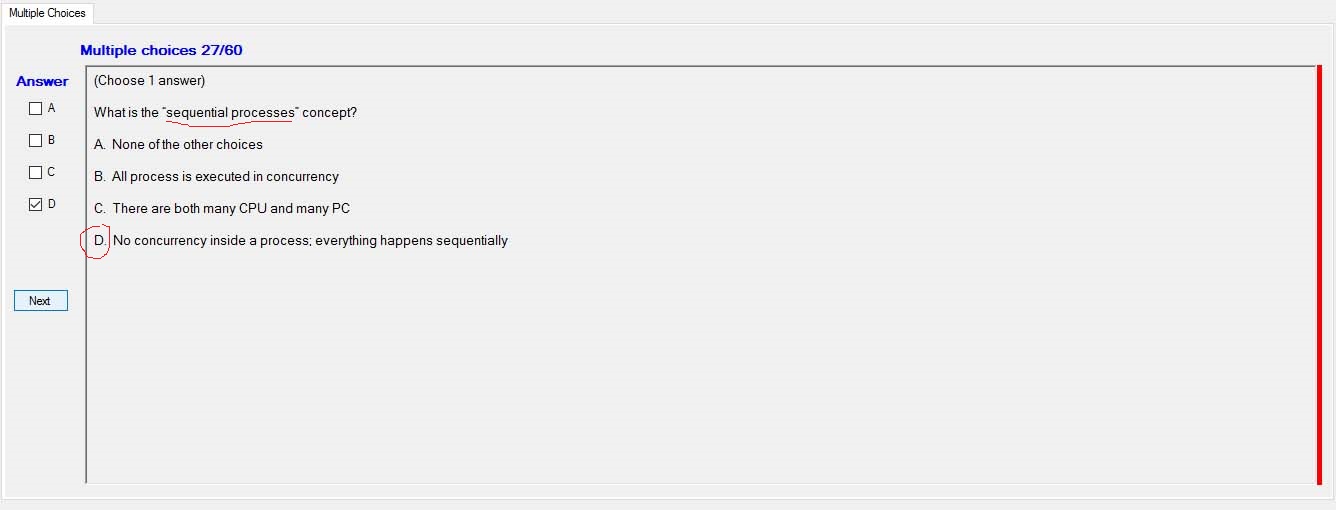 Multiple Choices
Multiple choices 27/60
Answer
A
B
C
D
Next
(Choose 1 answer)
What is the "sequential processes" concept?
A. None of the other choices
B. All process is executed in concurrency
C. There are both many CPU and many PC
D. No concurrency inside a process; everything happens sequentially